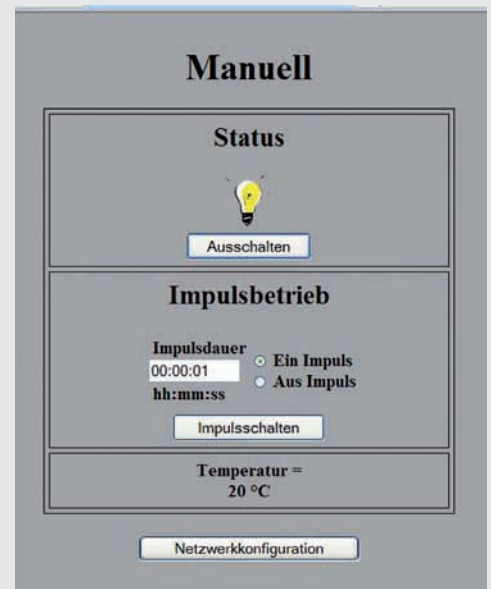 Manuell
Status
Ausschalten
Impulsbetrieb
Impulsdauer
00:00:01
hh:mm:ss
Ein Impuls
Aus Impuls
Impulsschalten
Temperatur =
20 °C
Netzwerkkonfiguration